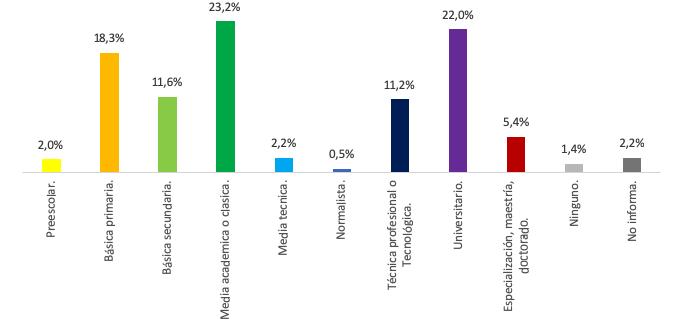 23,2%
22,0%
18,3%
11,6%
11,2%
5,4%
2,0%
2,2%
0,5%
1,4%
2,2%
Preescolar.
Básica primaria.
Básica secundaria.
Media academica o clasica.
Media tecnica.
Normalista.
Técnica profesional o
Tecnológica.
Universitario.
Especialización, maestría,
doctorado.
Ninguno.
No informa.